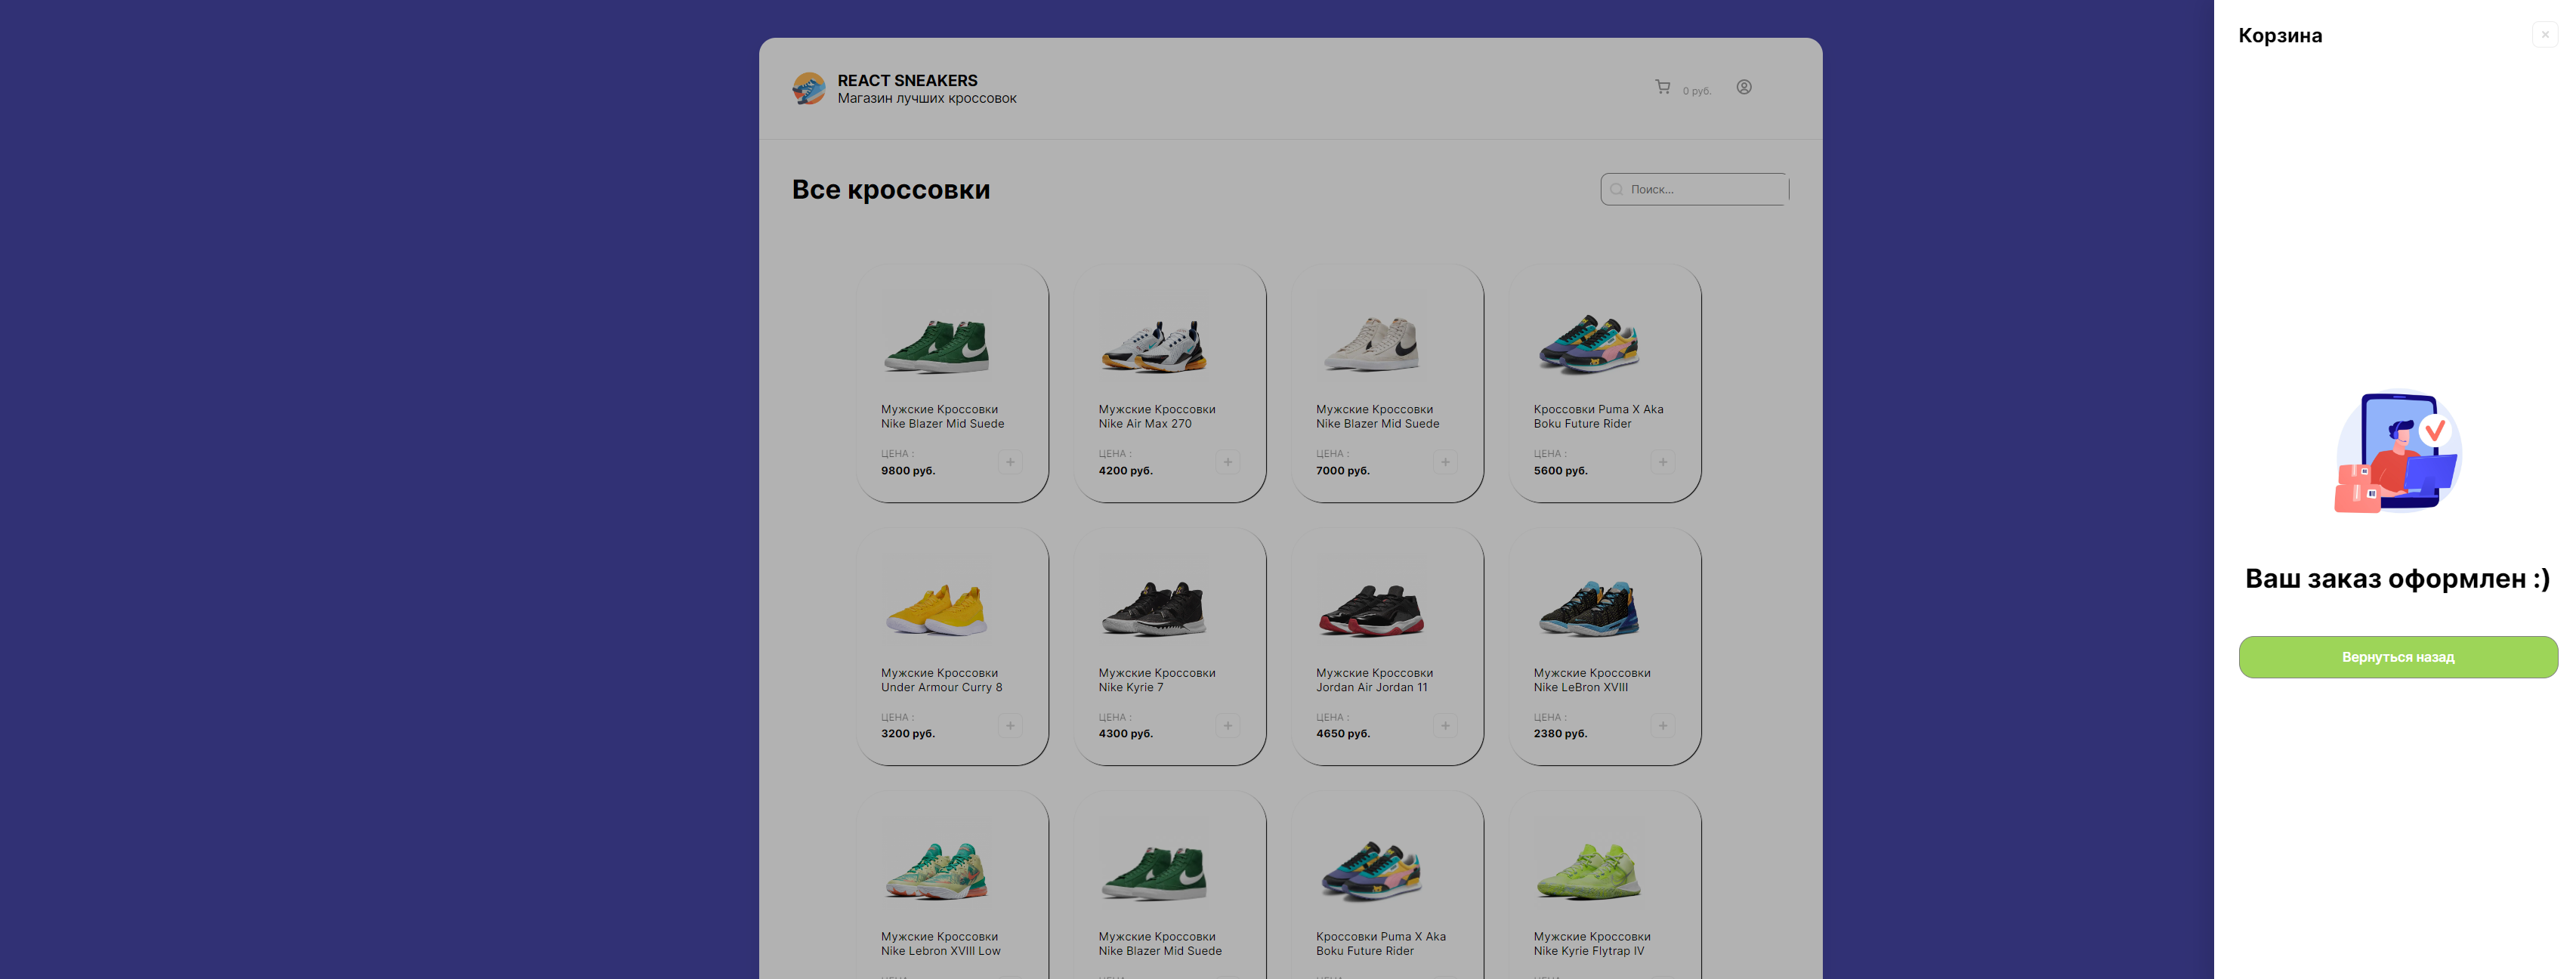 REACT SNEAKERS
Магазин лучших кроссовок
0 руб.
Все кроссовки
Поиск...
Мужские Кроссовки
Nike Blazer Mid Suede
ЦЕНА :
9800 руб.
Мужские Кроссовки
Nike Air Max 270
ЦЕНА :
4200 руб.
Мужские Кроссовки
Nike Blazer Mid Suede
ЦЕНА :
7000 руб.
Кроссовки Puma X Aka
Boku Future Rider
ЦЕНА :
5600 руб.
Мужские Кроссовки
Under Armour Curry 8
ЦЕНА :
3200 руб.
Мужские Кроссовки
Nike Kyrie 7
ЦЕНА :
4300 руб.
Мужские Кроссовки
Jordan Air Jordan 11
ЦЕНА :
4650 руб.
Мужские Кроссовки
Nike LeBron XVIII
ЦЕНА :
2380 руб.
Мужские Кроссовки
Nike Lebron XVIII Low
Мужские Кроссовки
Nike Blazer Mid Suede
Кроссовки Puma X Aka
Boku Future Rider
Мужские Кроссовки
Nike Kyrie Flytrap IV
Корзина
Ваш заказ оформлен :)
Вернуться назад